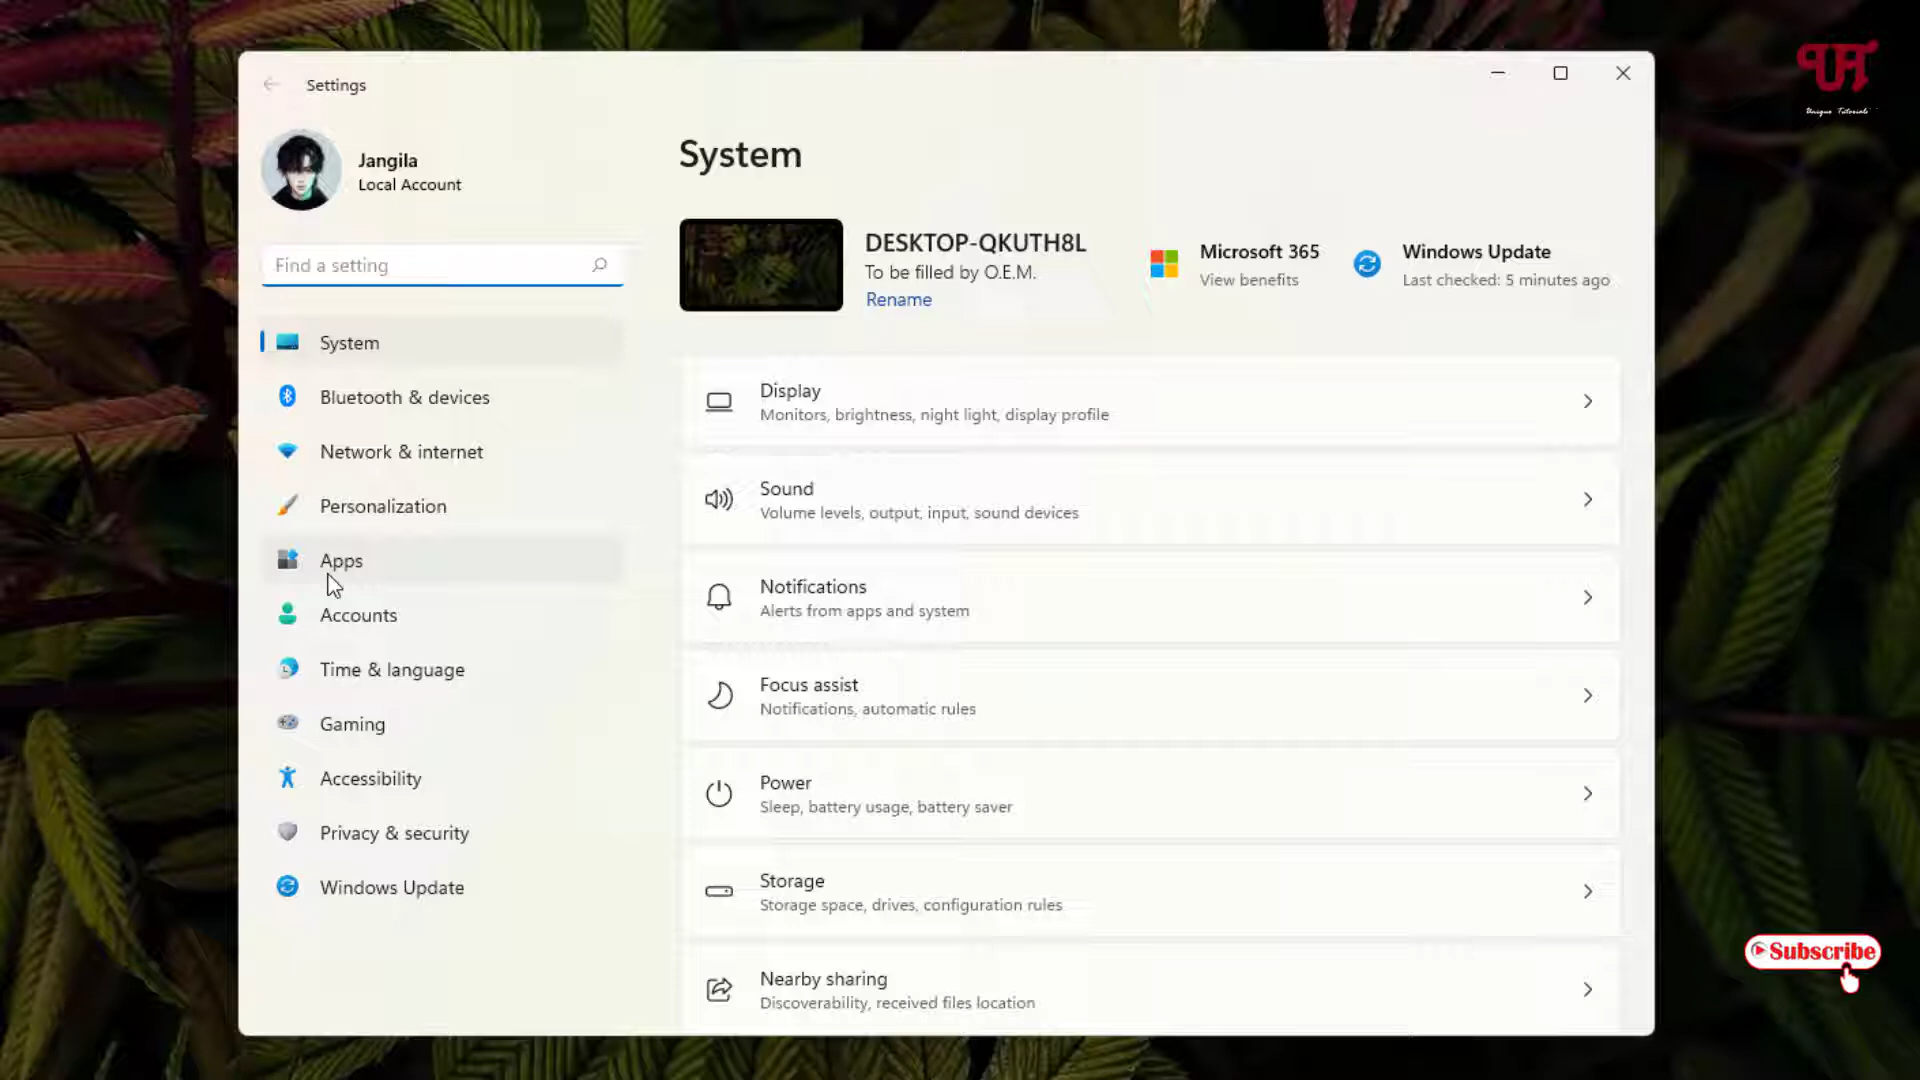 Settings
Jangila
Local Account
Find a setting
System
Bluetooth & devices
Network & internet
Personalization
Apps
Accounts
Time & language
Gaming
Accessibility
Privacy & security
Windows Update
System
DESKTOP-QKUTH8L
To be filled by O.E.M.
Rename
Microsoft 365
View benefits
Windows Update
Last checked: 5 minutes ago
Display
Monitors, brightness, night light, display profile
Sound
Volume levels, output, input, sound devices
Notifications
Alerts from apps and system
Focus assist
Notifications, automatic rules
Power
Sleep, battery usage, battery saver
Storage
Storage space, drives, configuration rules
Nearby sharing
Discoverability, received files location
UT
Unique Tutorials
Subscribe